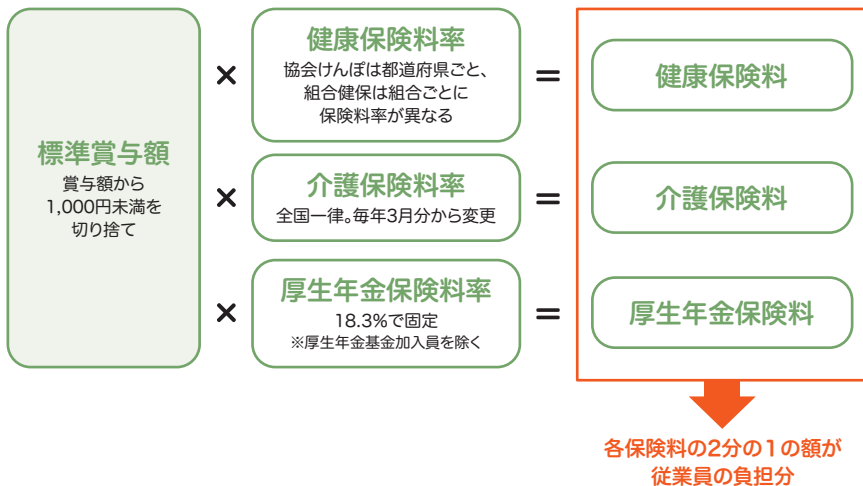 標準賞与額
賞与額から
1,000円未満を
切り捨て
×
健康保険料率
協会けんぽは都道府県ごと、
組合健保は組合ごとに
保険料率が異なる
＝
健康保険料
×
介護保険料率
全国一律。毎年3月分から変更
＝
介護保険料
×
厚生年金保険料率
18.3%で固定
※厚生年金基金加入員を除く
＝
厚生年金保険料
各保険料の2分の1の額が
従業員の負担分